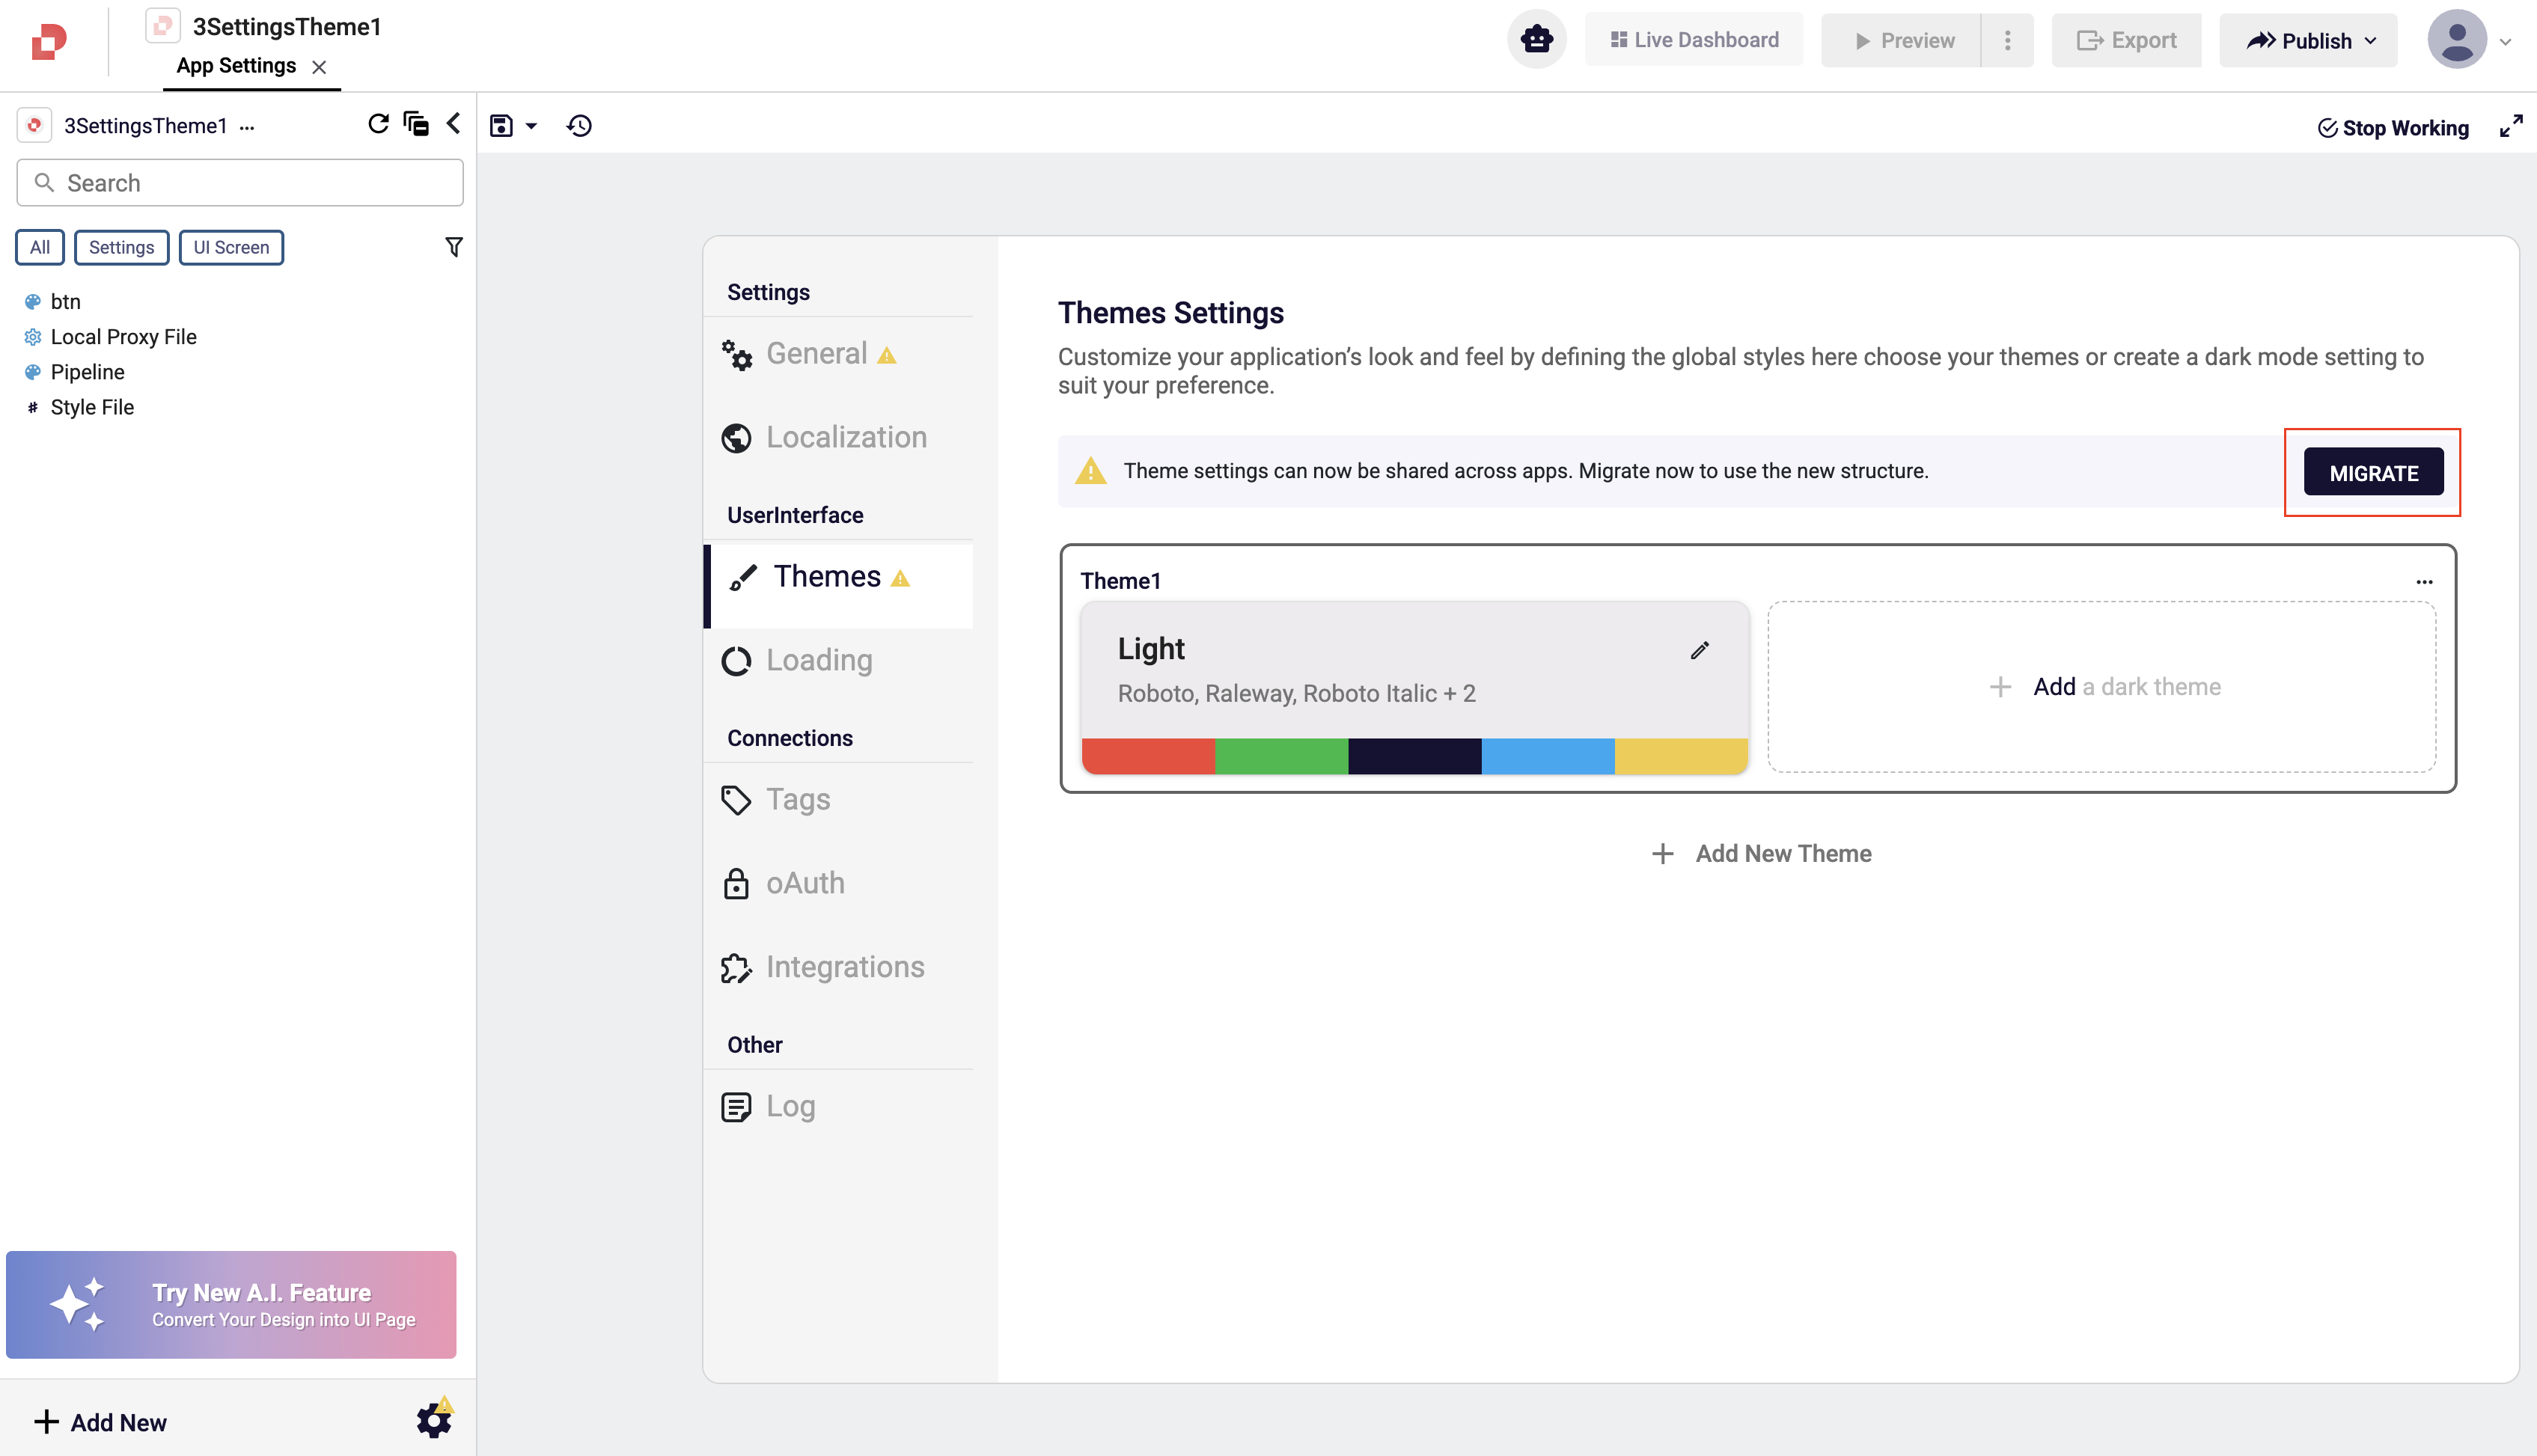 3SettingsTheme1
App Settings
Live Dashboard
Preview
Export
Publish
3SettingsTheme1 ...
Search
All
Settings
UI Screen
btn
Local Proxy File
Pipeline
# Style File
Try New A.I. Feature
Convert Your Design into UI Page
Add New
Stop Working
Settings
General
Localization
UserInterface
Themes
Loading
Connections
Tags
oAuth
Integrations
Other
Log
Themes Settings
Customize your application’s look and feel by defining the global styles here choose your themes or create a dark mode setting to
suit your preference.
Theme settings can now be shared across apps. Migrate now to use the new structure.
MIGRATE
Theme1
Light
Roboto, Raleway, Roboto Italic + 2
Add a dark theme
Add New Theme